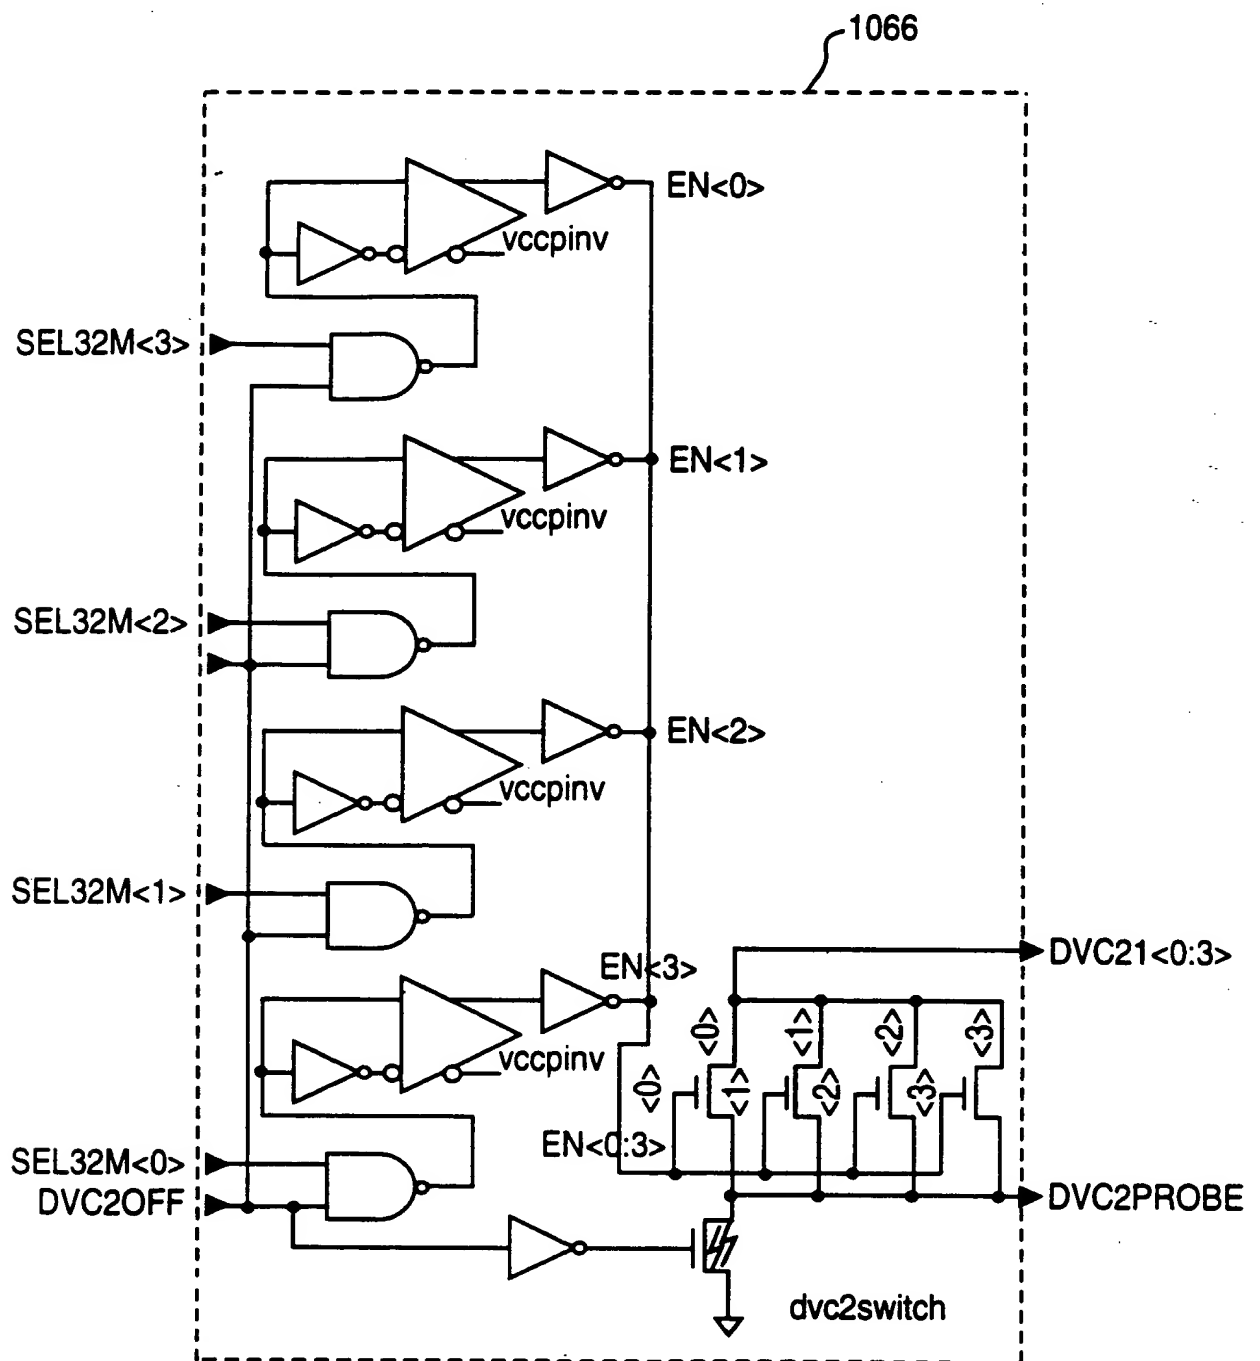 1066
EN<0>
vccpinv
SEL32M<3>
EN<1>
vccpinv
SEL32M<2>
EN<2>
vccpinv
SEL32M<1>
DVC21<0:3>
EN<3>
<0>
<1>
<2>
<3>
vccpinv
<0>
<1>
<2>
<3>
EN<0:3>
SEL32M<0>
DVC2OFF
DVC2PROBE
dvc2switch